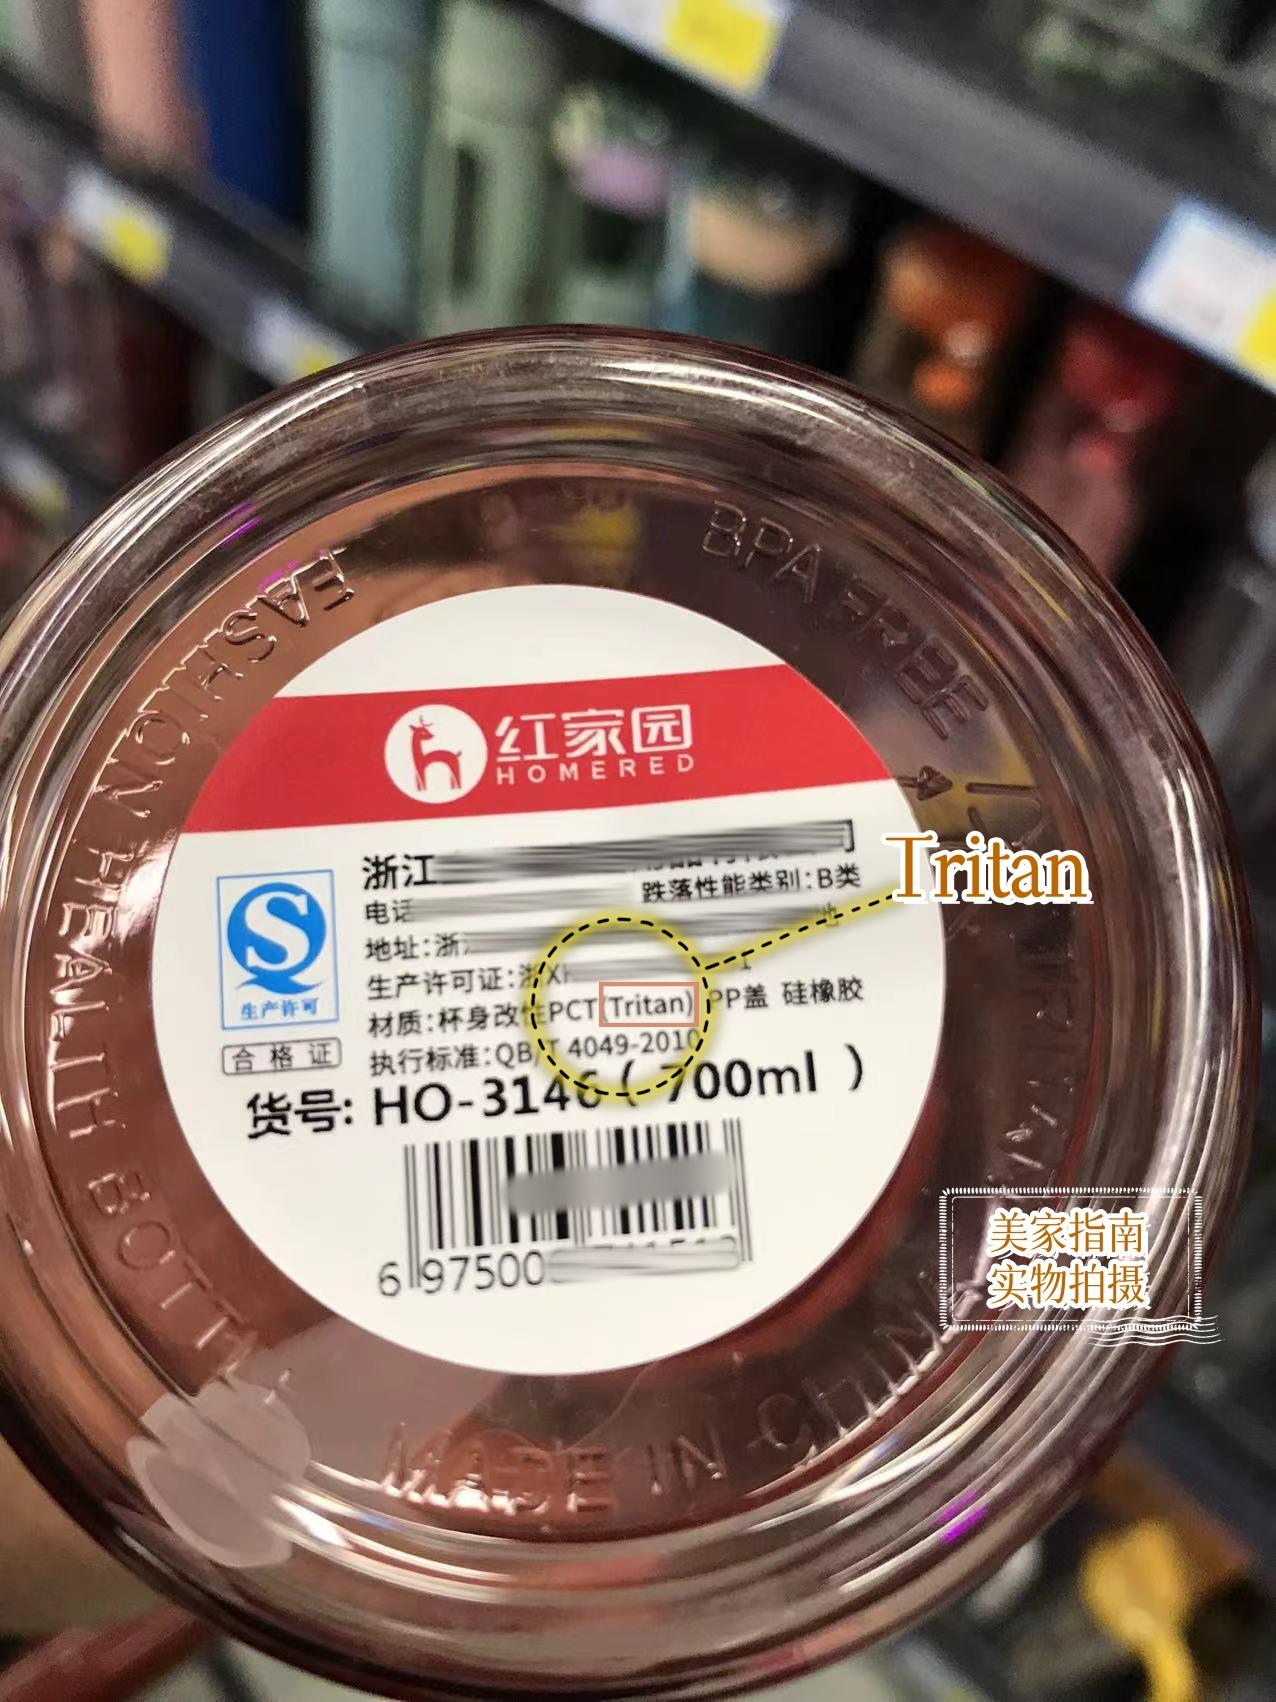 BPA FREE
FASHION HEALTH BOTTLE
红家园
HOMERED
浙江
跌落性能类别:B类
电话
地址:浙
生产许可证:浙XK
材质:杯身改性PCT(Tritan) PP盖 硅橡胶
执行标准:QB/T 4049-2010
生产许可
合格证
货号: HO-3146( 700ml )
6 97500
Tritan
MADE IN CHINA
美家指南
实物拍摄